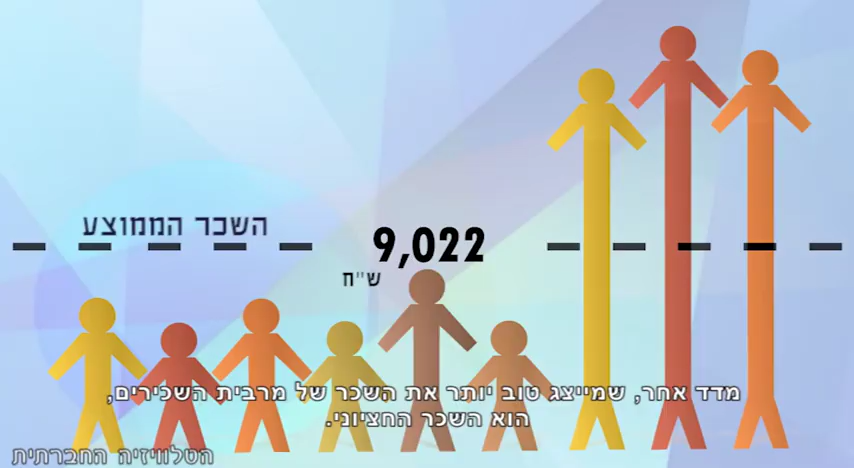 השכר הממוצע
9,022
ש"ח
מדד אחר, שמייצג טוב יותר את השכר של מרבית השכירים,
הוא השכר החציוני.
הטלוויזיה החברתית